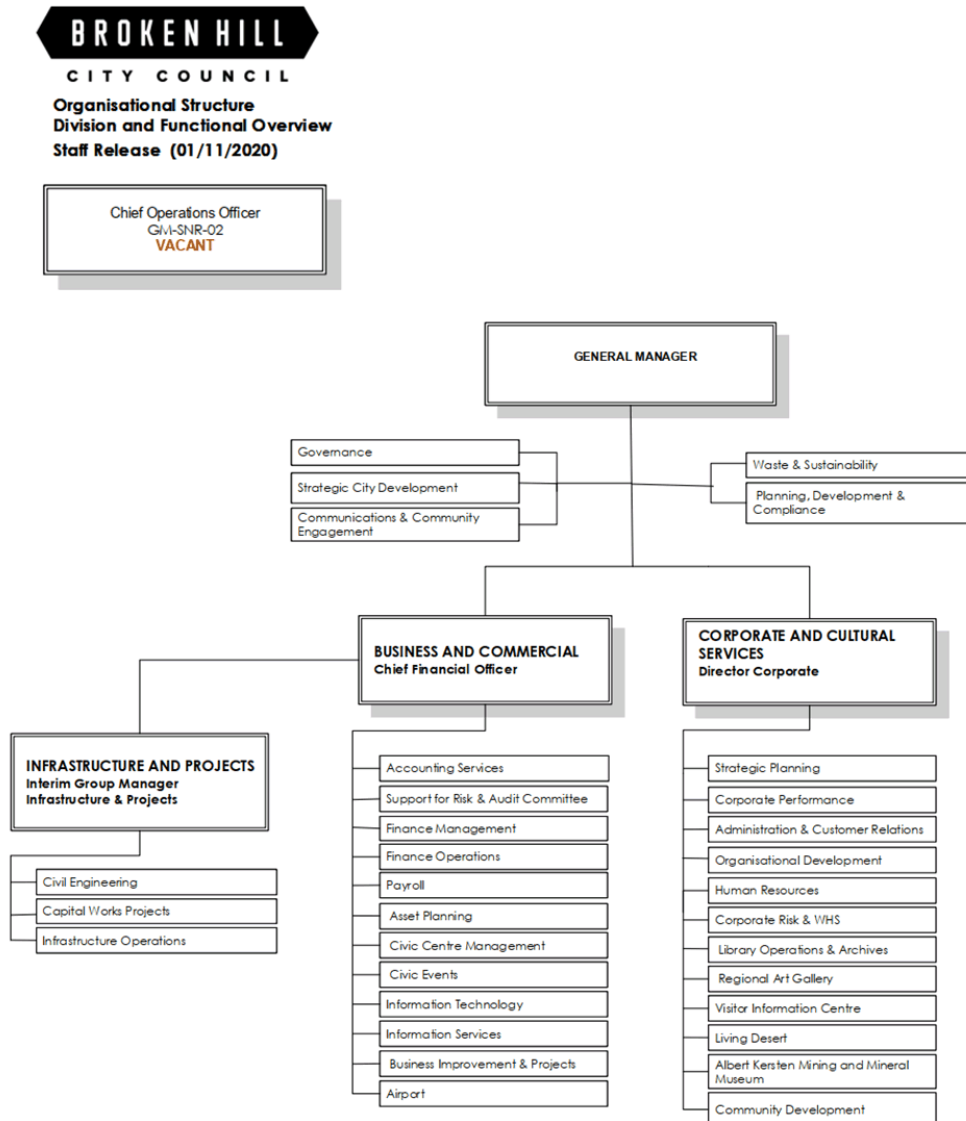 BROKEN HILL
CITY COUNCIL
Organisational Structure
Division and Functional Overview
Staff Release (01/11/2020)
Chief Operations Officer
GM-SNR-02
VACANT
GENERAL MANAGER
Governance
Strategic City Development
Communications & Community
Engagement
Waste & Sustainability
Planning, Development &
Compliance
BUSINESS AND COMMERCIAL
Chief Financial Officer
CORPORATE AND CULTURAL
SERVICES
Director Corporate
INFRASTRUCTURE AND PROJECTS
Interim Group Manager
Infrastructure & Projects
Civil Engineering
Capital Works Projects
Infrastructure Operations
Accounting Services
Support for Risk & Audit Committee
Finance Management
Finance Operations
Payroll
Asset Planning
Civic Centre Management
Civic Events
Information Technology
Information Services
Business Improvement & Projects
Airport
Strategic Planning
Corporate Performance
Administration & Customer Relations
Organisational Development
Human Resources
Corporate Risk & WHS
Library Operations & Archives
Regional Art Gallery
Visitor Information Centre
Living Desert
Albert Kersten Mining and Mineral
Museum
Community Development